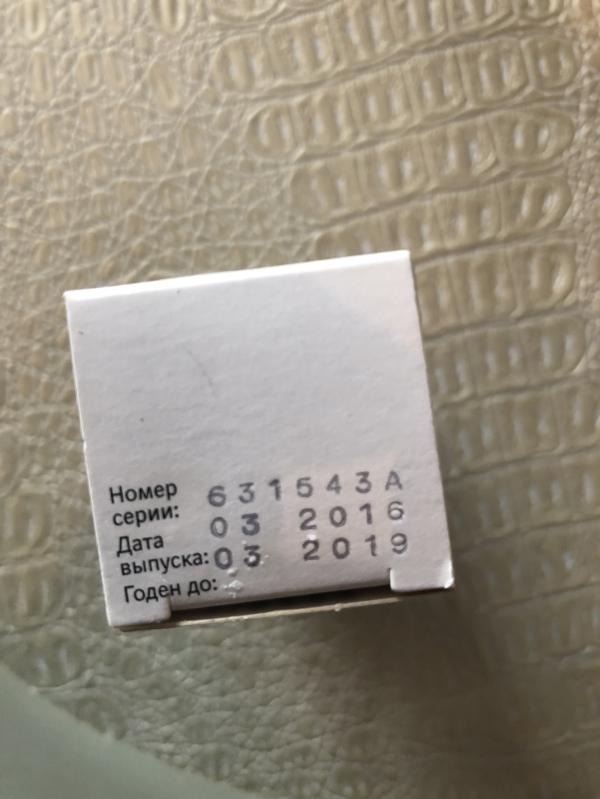 Номер серии: 631543A
Дата выпуска: 03 2016
Годен до: 03 2019